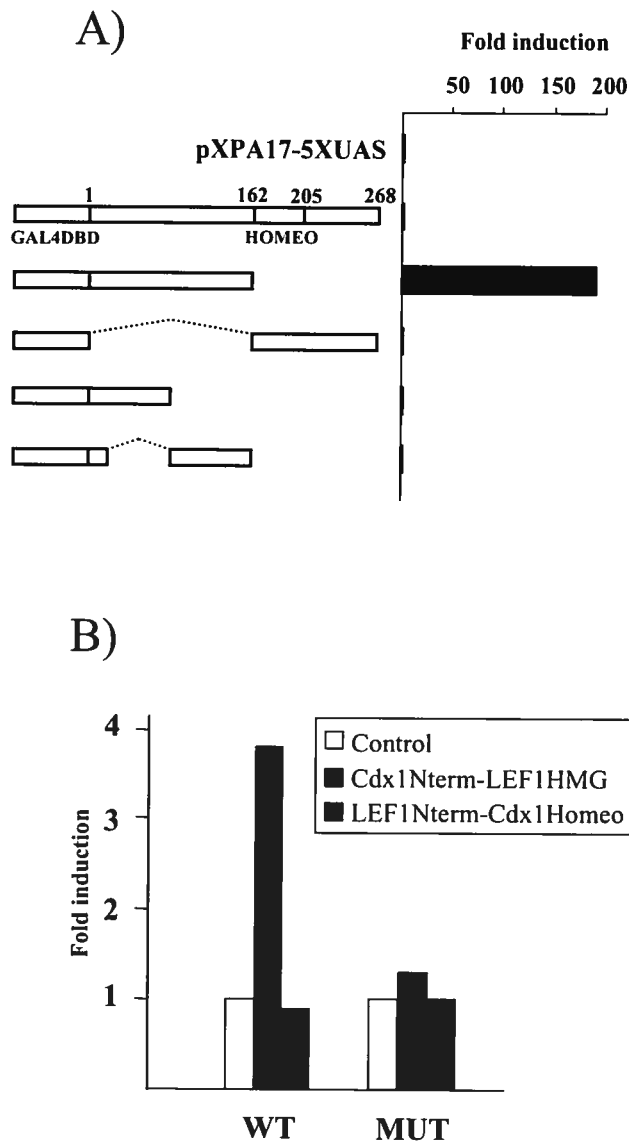 A)
Fold induction
50 100 150 200
pXPA17-5XUAS
1 162 205 268
GAL4DBD HOMEO
B)
Fold induction
4
3
2
1
Control
Cdx1Nterm-LEF1HMG
LEF1Nterm-Cdx1Homeo
WT MUT